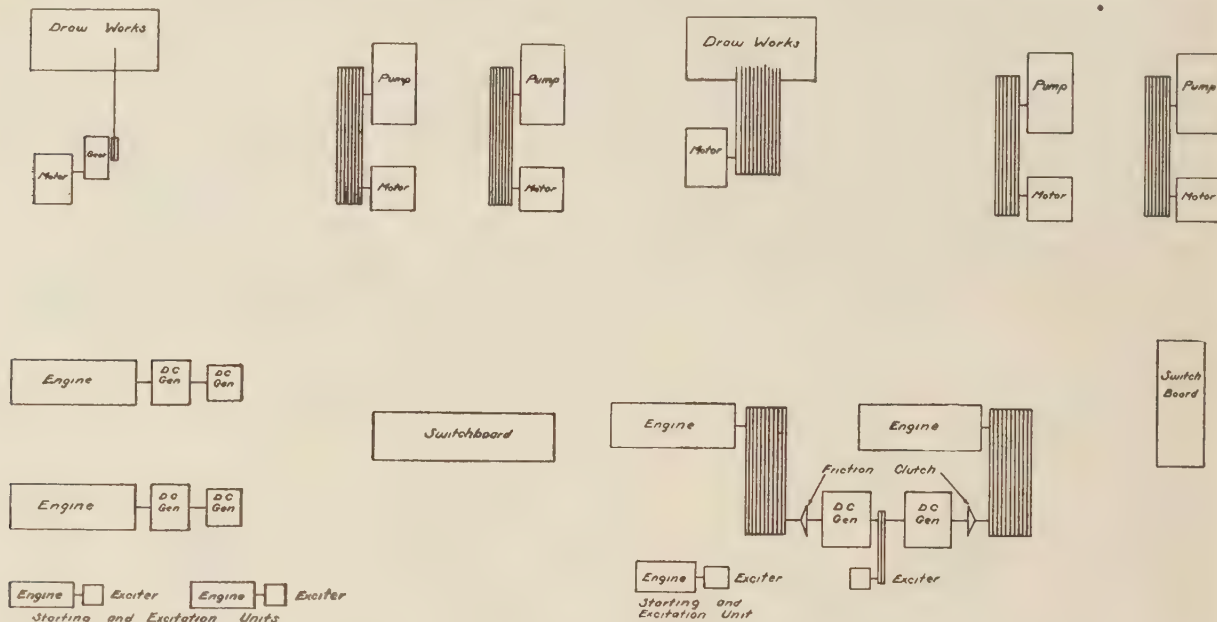 Draw Works
Pump
Pump
Gear
Motor
Motor
Motor
Engine
DC
Gen
DC
Gen
Switchboard
Engine
DC
Gen
DC
Gen
Engine
Exciter
Engine
Exciter
Starting and Excitation Units
Draw Works
Pump
Pump
Motor
Motor
Motor
Switch
Board
Engine
Engine
Friction Clutch
DC
Gen
DC
Gen
Exciter
Engine
Exciter
Starting and
Excitation Unit